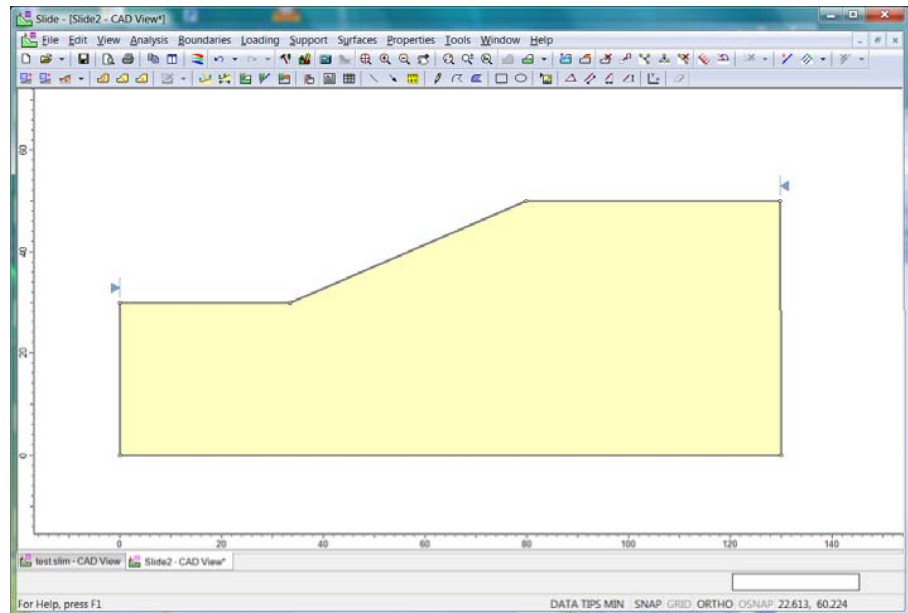 Slide - [Slide2 - CAD View*]
File Edit View Analysis Boundaries Loading Support Surfaces Properties Tools Window Help
60
40
20
0
0 20 40 60 80 100 120 140
test.slim - CAD View Slide2 - CAD View*
For Help, press F1 DATA TIPS MIN SNAP GRID ORTHO OSNAP 22.613, 60.224